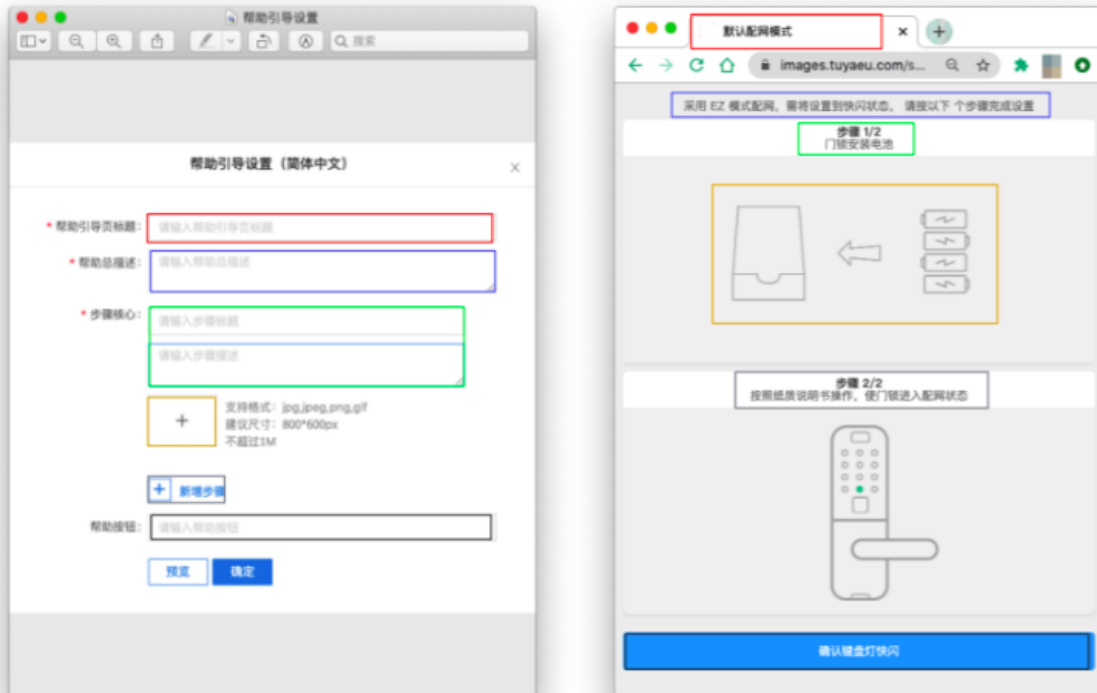 帮助引导设置
搜索
帮助引导设置（简体中文）
* 帮助引导页标题： 请输入帮助引导页标题
* 帮助总描述： 请输入帮助总描述
* 步骤核心： 请输入步骤标题
请输入步骤描述
支持格式：jpg,jpeg,png,gif
建议尺寸：800*600px
不超过1M
新增步骤
帮助按钮： 请输入帮助按钮
预览 确定
默认配网模式
images.tuyaeu.com/s...
采用 EZ 模式配网，需将设置到快闪状态， 请按以下 个步骤完成设置
步骤 1/2
门锁安装电池
步骤 2/2
按照纸质说明书操作，使门锁进入配网状态
确认键盘灯快闪